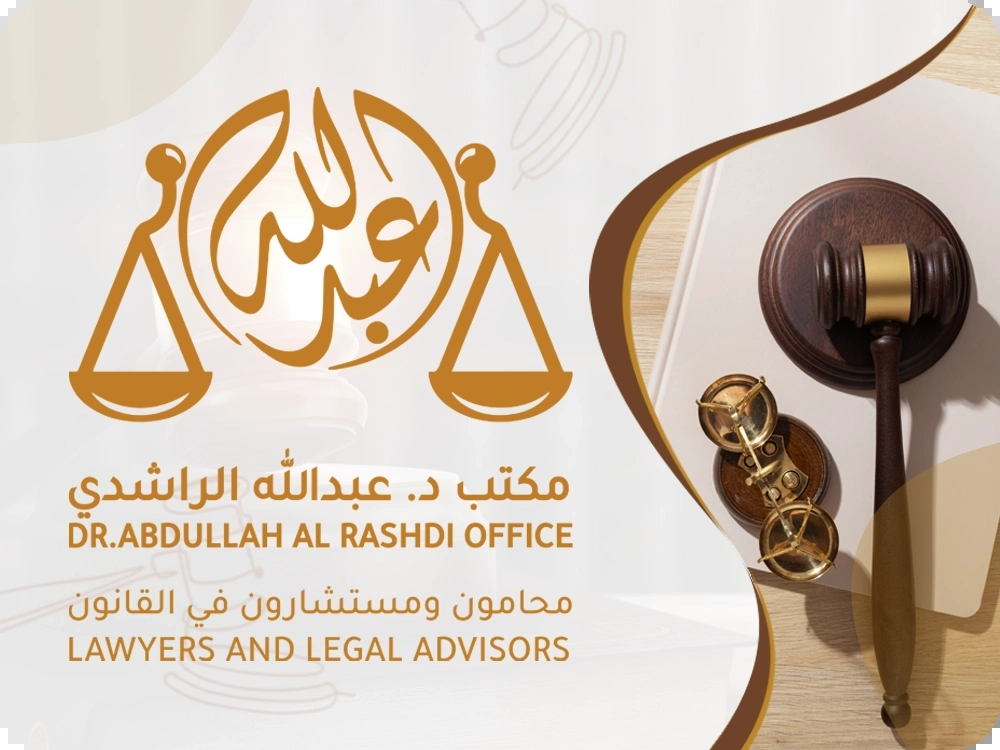 عبدالله
مكتب د. عبدالله الراشدي
DR.ABDULLAH AL RASHDI OFFICE
محامون ومستشارون في القانون
LAWYERS AND LEGAL ADVISORS